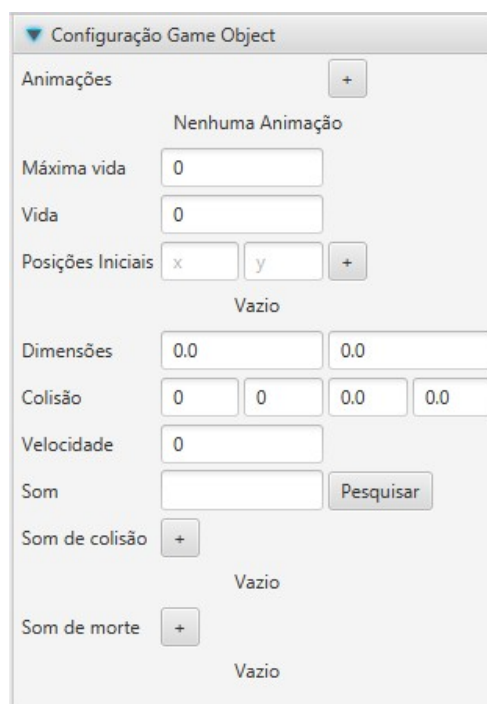 Configuração Game Object
Animações +
Nenhuma Animação
Máxima vida 0
Vida 0
Posições Iniciais x y +
Vazio
Dimensões 0.0 0.0
Colisão 0 0 0.0 0.0
Velocidade 0
Som Pesquisar
Som de colisão +
Vazio
Som de morte +
Vazio